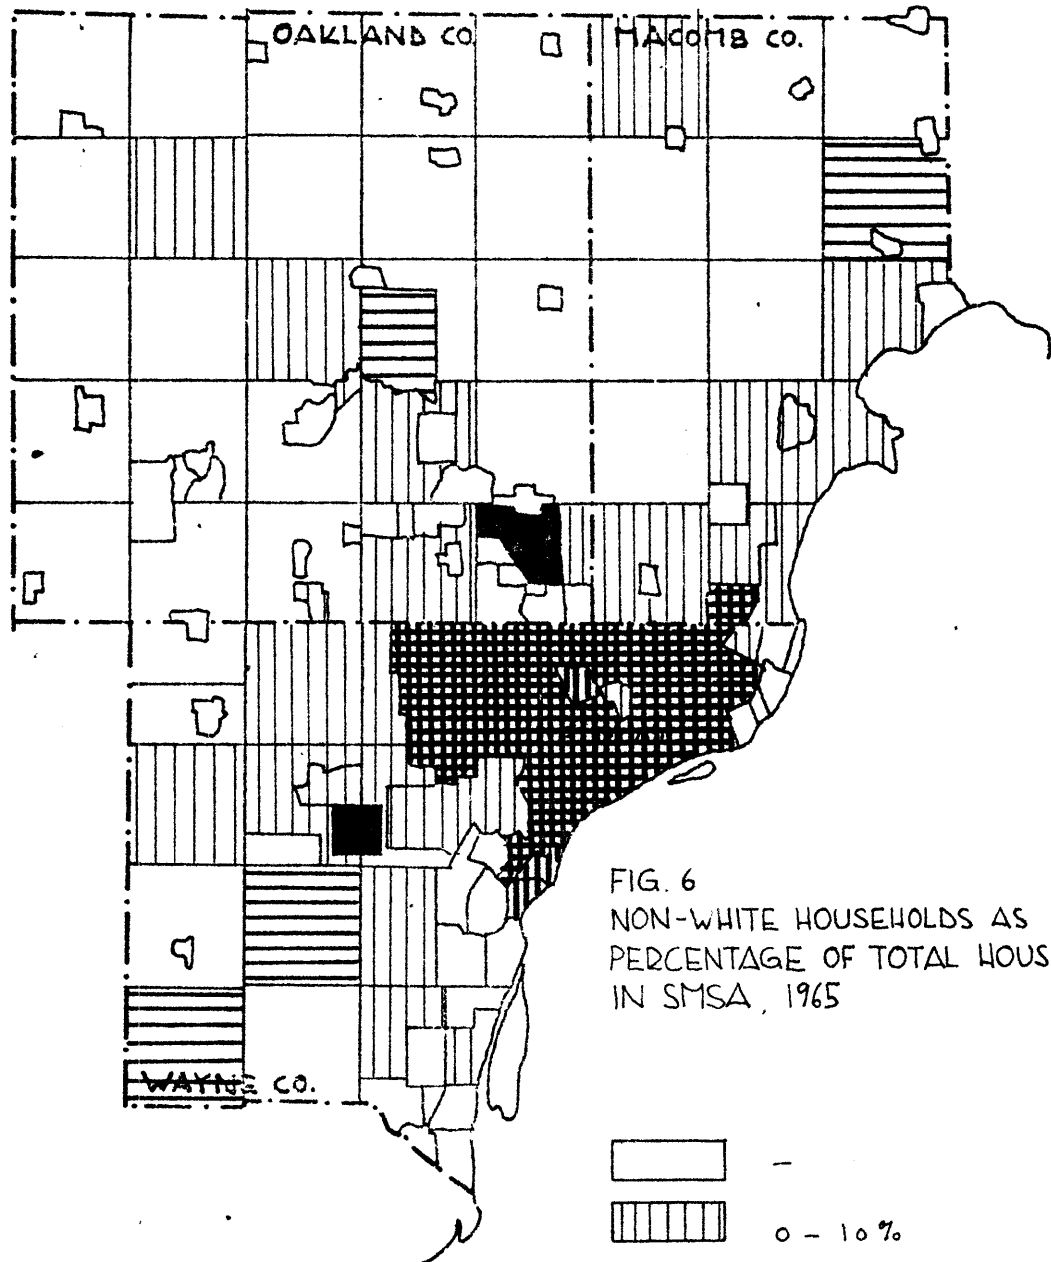 OAKLAND CO.
MACOMB CO.
WAYNE CO.
FIG. 6
NON-WHITE HOUSEHOLDS AS
PERCENTAGE OF TOTAL HOUS
IN SMSA, 1965
—
0 – 10%